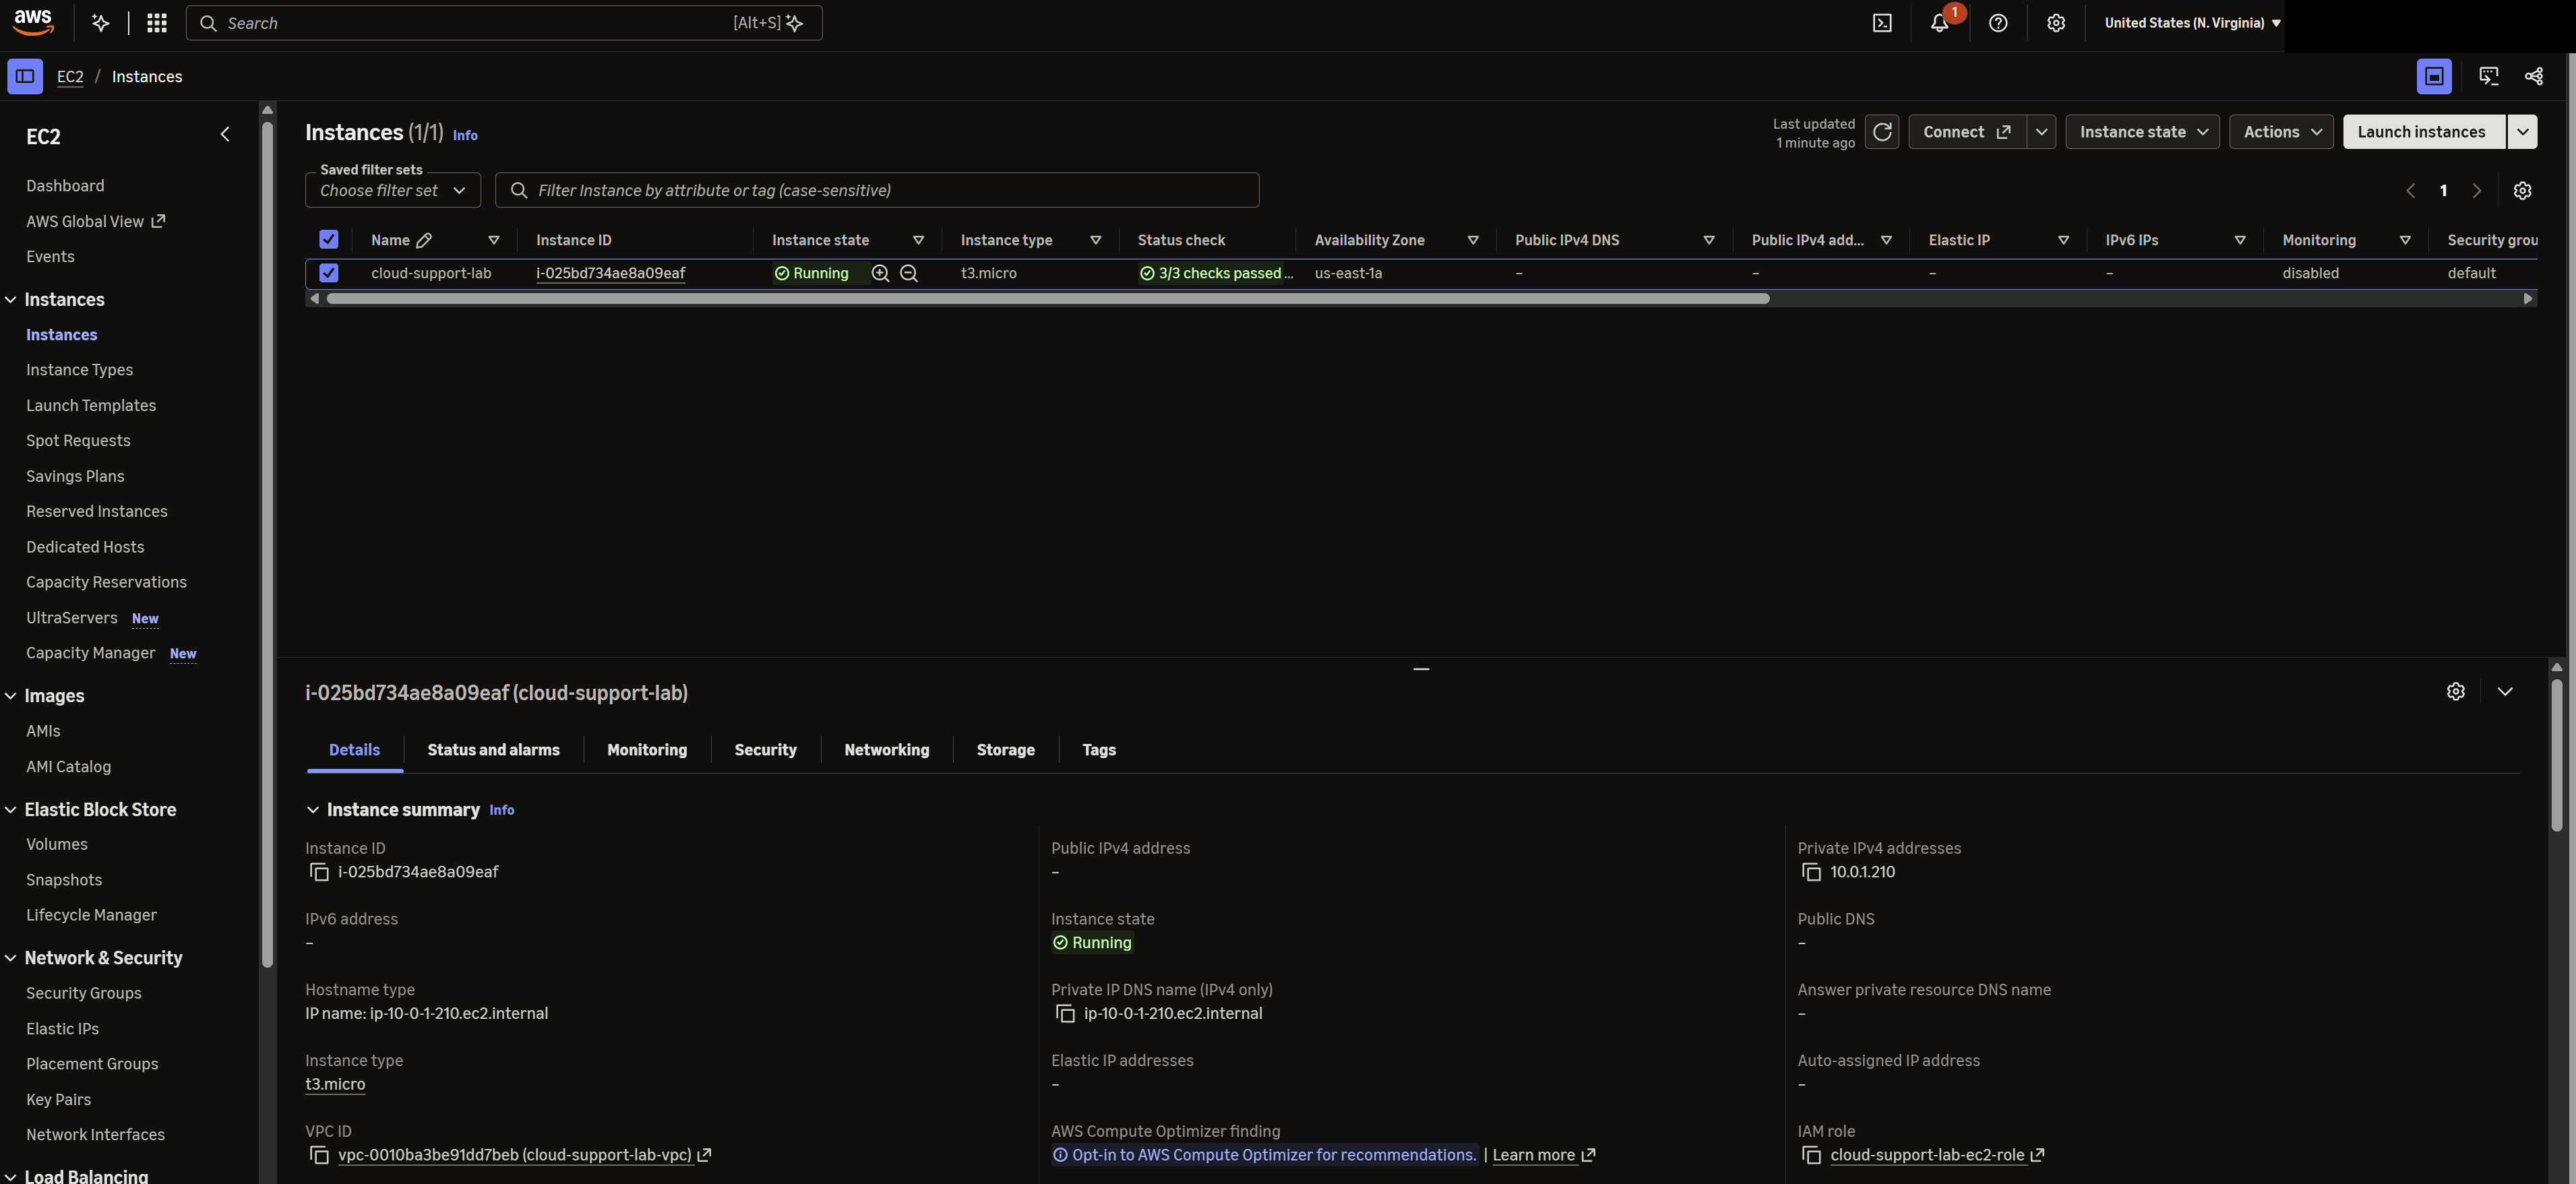 aws
Search [Alt+S]
1
United States (N. Virginia)
EC2 / Instances
EC2
Dashboard
AWS Global View
Events
Instances
Instances
Instance Types
Launch Templates
Spot Requests
Savings Plans
Reserved Instances
Dedicated Hosts
Capacity Reservations
UltraServers New
Capacity Manager New
Images
AMIs
AMI Catalog
Elastic Block Store
Volumes
Snapshots
Lifecycle Manager
Network & Security
Security Groups
Elastic IPs
Placement Groups
Key Pairs
Network Interfaces
Load Balancing
Instances (1/1) Info
Last updated
1 minute ago
Connect
Instance state
Actions
Launch instances
Saved filter sets
Choose filter set
Filter Instance by attribute or tag (case-sensitive)
1
Name Instance ID Instance state Instance type Status check Availability Zone Public IPv4 DNS Public IPv4 add... Elastic IP IPv6 IPs Monitoring Security grou
cloud-support-lab i-025bd734ae8a09eaf Running t3.micro 3/3 checks passed ... us-east-1a – – – – disabled default
i-025bd734ae8a09eaf (cloud-support-lab)
Details Status and alarms Monitoring Security Networking Storage Tags
Instance summary Info
Instance ID
i-025bd734ae8a09eaf
Public IPv4 address
–
Private IPv4 addresses
10.0.1.210
IPv6 address
–
Instance state
Running
Public DNS
–
Hostname type
IP name: ip-10-0-1-210.ec2.internal
Private IP DNS name (IPv4 only)
ip-10-0-1-210.ec2.internal
Answer private resource DNS name
–
Instance type
t3.micro
Elastic IP addresses
–
Auto-assigned IP address
–
VPC ID
vpc-0010ba3be91dd7beb (cloud-support-lab-vpc)
AWS Compute Optimizer finding
Opt-in to AWS Compute Optimizer for recommendations. | Learn more
IAM role
cloud-support-lab-ec2-role